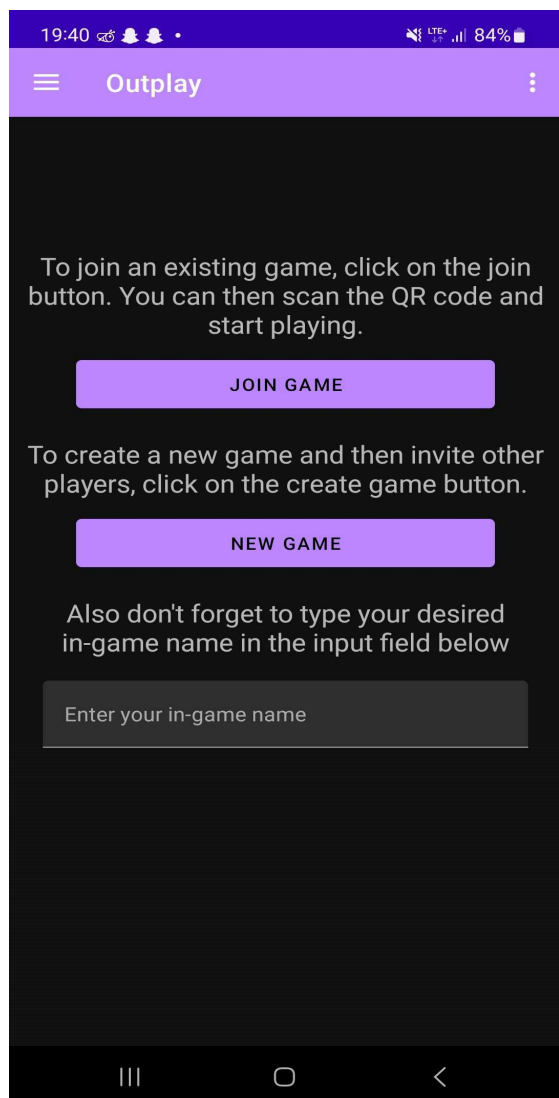 19:40
LTE+ 84%
Outplay
To join an existing game, click on the join
button. You can then scan the QR code and
start playing.
JOIN GAME
To create a new game and then invite other
players, click on the create game button.
NEW GAME
Also don't forget to type your desired
in-game name in the input field below
Enter your in-game name